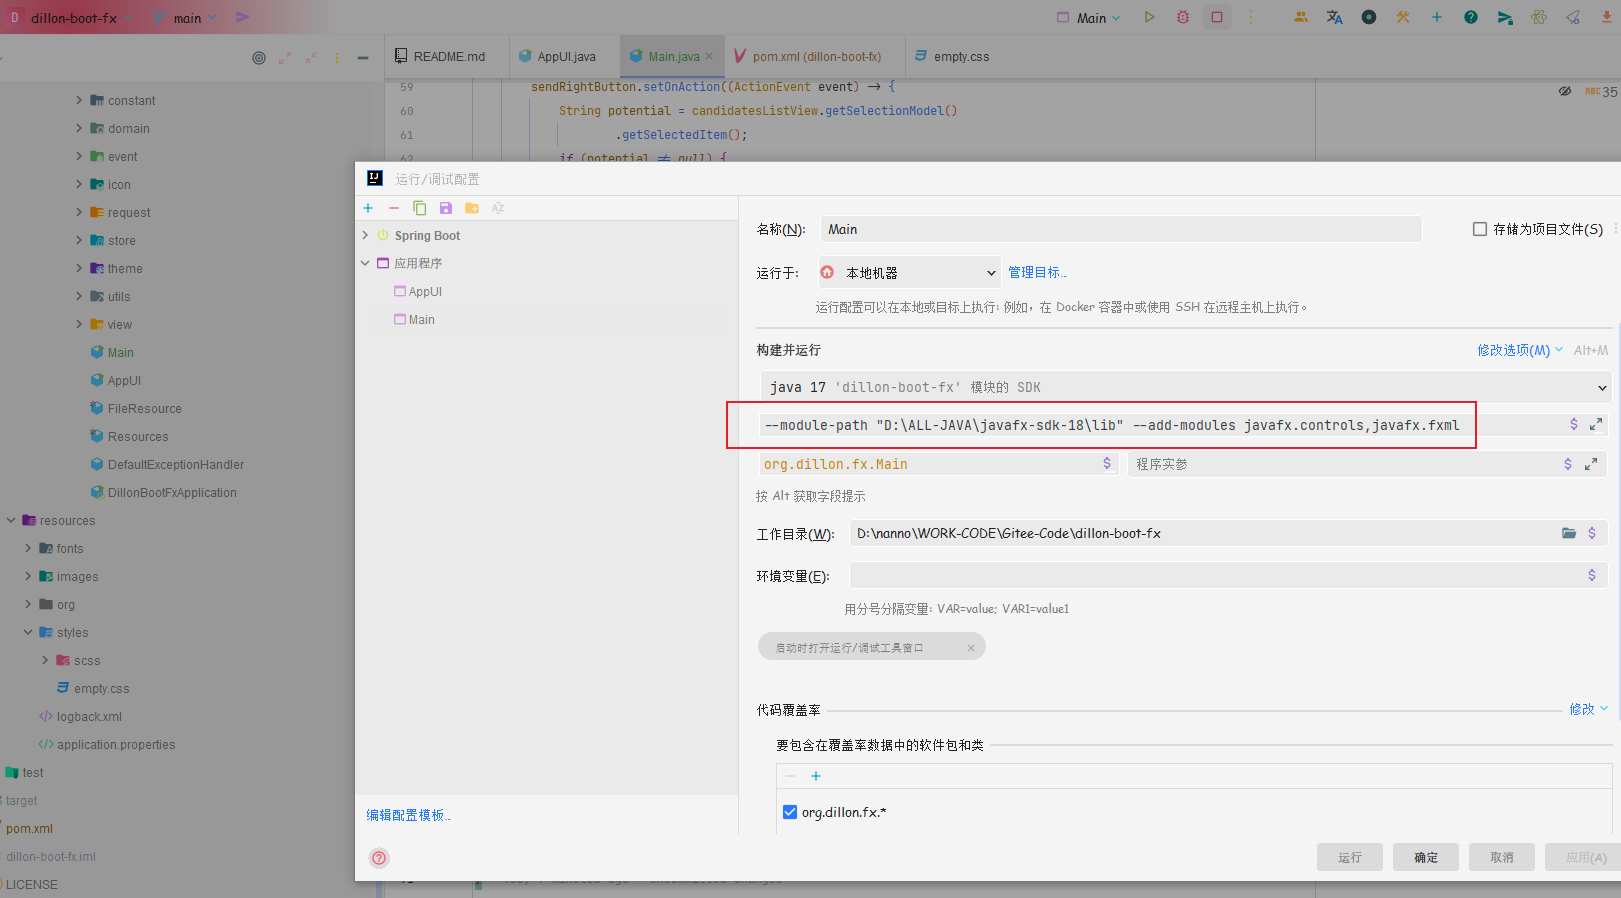 D dillon-boot-fx main Main
README.md AppUI.java Main.java pom.xml (dillon-boot-fx) empty.css
ABC 35
59 sendRightButton.setOnAction((ActionEvent event) -> {
60 String potential = candidatesListView.getSelectionModel()
61 .getSelectedItem();
62 if (potential ≠ null) {
constant
domain
event
icon
request
store
theme
utils
view
Main
AppUI
FileResource
Resources
DefaultExceptionHandler
DillonBootFxApplication
resources
fonts
images
org
styles
scss
empty.css
logback.xml
application.properties
test
target
pom.xml
dillon-boot-fx.iml
LICENSE
运行/调试配置
Spring Boot
应用程序
AppUI
Main
编辑配置模板...
名称(N): Main 存储为项目文件(S)
运行于: 本地机器 管理目标...
运行配置可以在本地或目标上执行: 例如，在 Docker 容器中或使用 SSH 在远程主机上执行。
构建并运行 修改选项(M) Alt+M
java 17 'dillon-boot-fx' 模块的 SDK
--module-path "D:\ALL-JAVA\javafx-sdk-18\lib" --add-modules javafx.controls,javafx.fxml
org.dillon.fx.Main 程序实参
按 Alt 获取字段提示
工作目录(W): D:\nanno\WORK-CODE\Gitee-Code\dillon-boot-fx
环境变量(E):
用分号分隔变量: VAR=value; VAR1=value1
启动时打开运行/调试工具窗口 ×
代码覆盖率 修改
要包含在覆盖率数据中的软件包和类
org.dillon.fx.*
运行 确定 取消 应用(A)